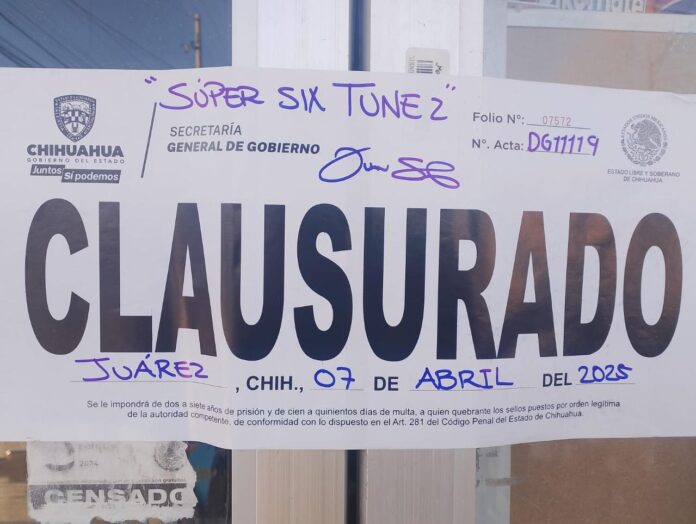 "SÚPER SIX TUNEZ"
CHIHUAHUA
GOBIERNO DEL ESTADO
Juntos Sí podemos
SECRETARÍA
GENERAL DE GOBIERNO
Folio N°: 07572
N°. Acta: DG11119
ESTADOS UNIDOS MEXICANOS
ESTADO LIBRE Y SOBERANO
DE CHIHUAHUA
CLAUSURADO
JUÁREZ, CHIH., 07 DE ABRIL DEL 2025
Se le impondrá de dos a siete años de prisión y de cien a quinientos días de multa, a quien quebrante los sellos puestos por orden legítima
de la autoridad competente, de conformidad con lo dispuesto en el Art. 281 del Código Penal del Estado de Chihuahua.
CENSADO